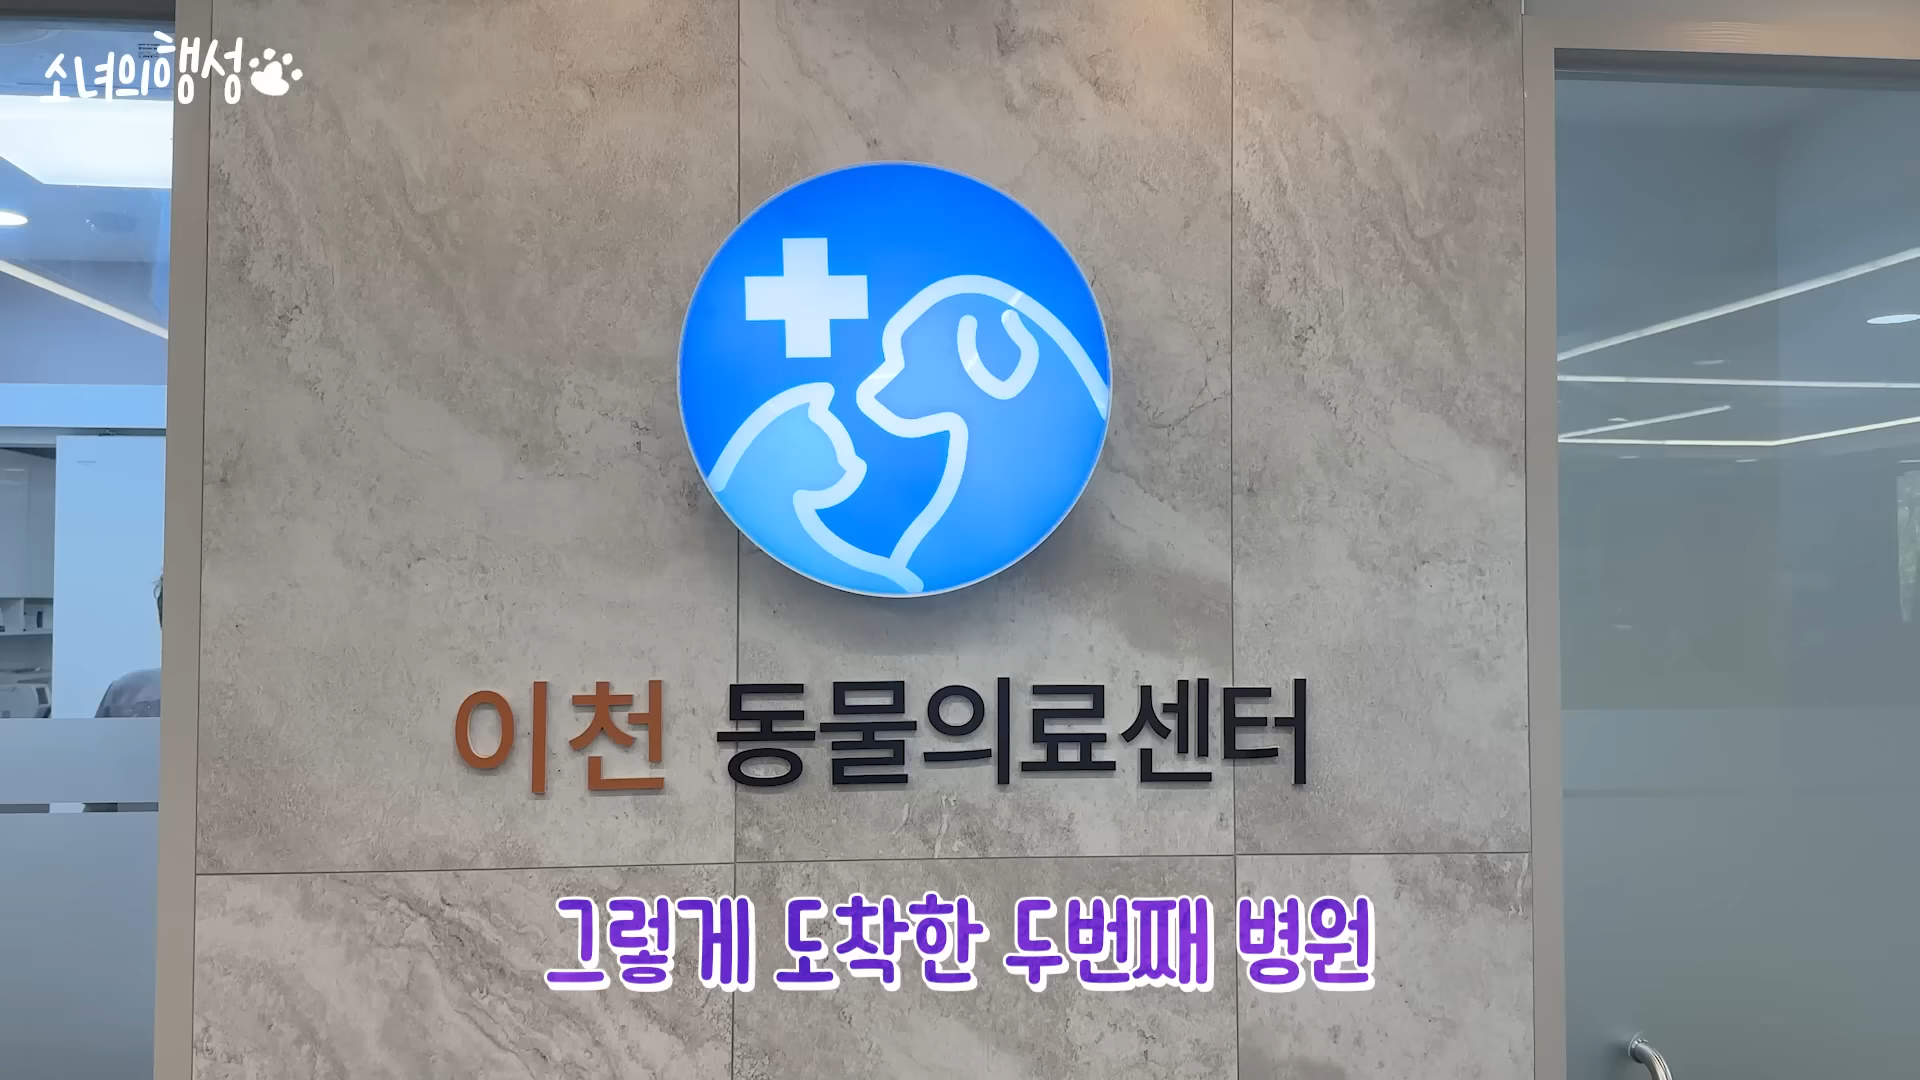 소녀의행성
이천 동물의료센터
그렇게 도착한 두번째 병원